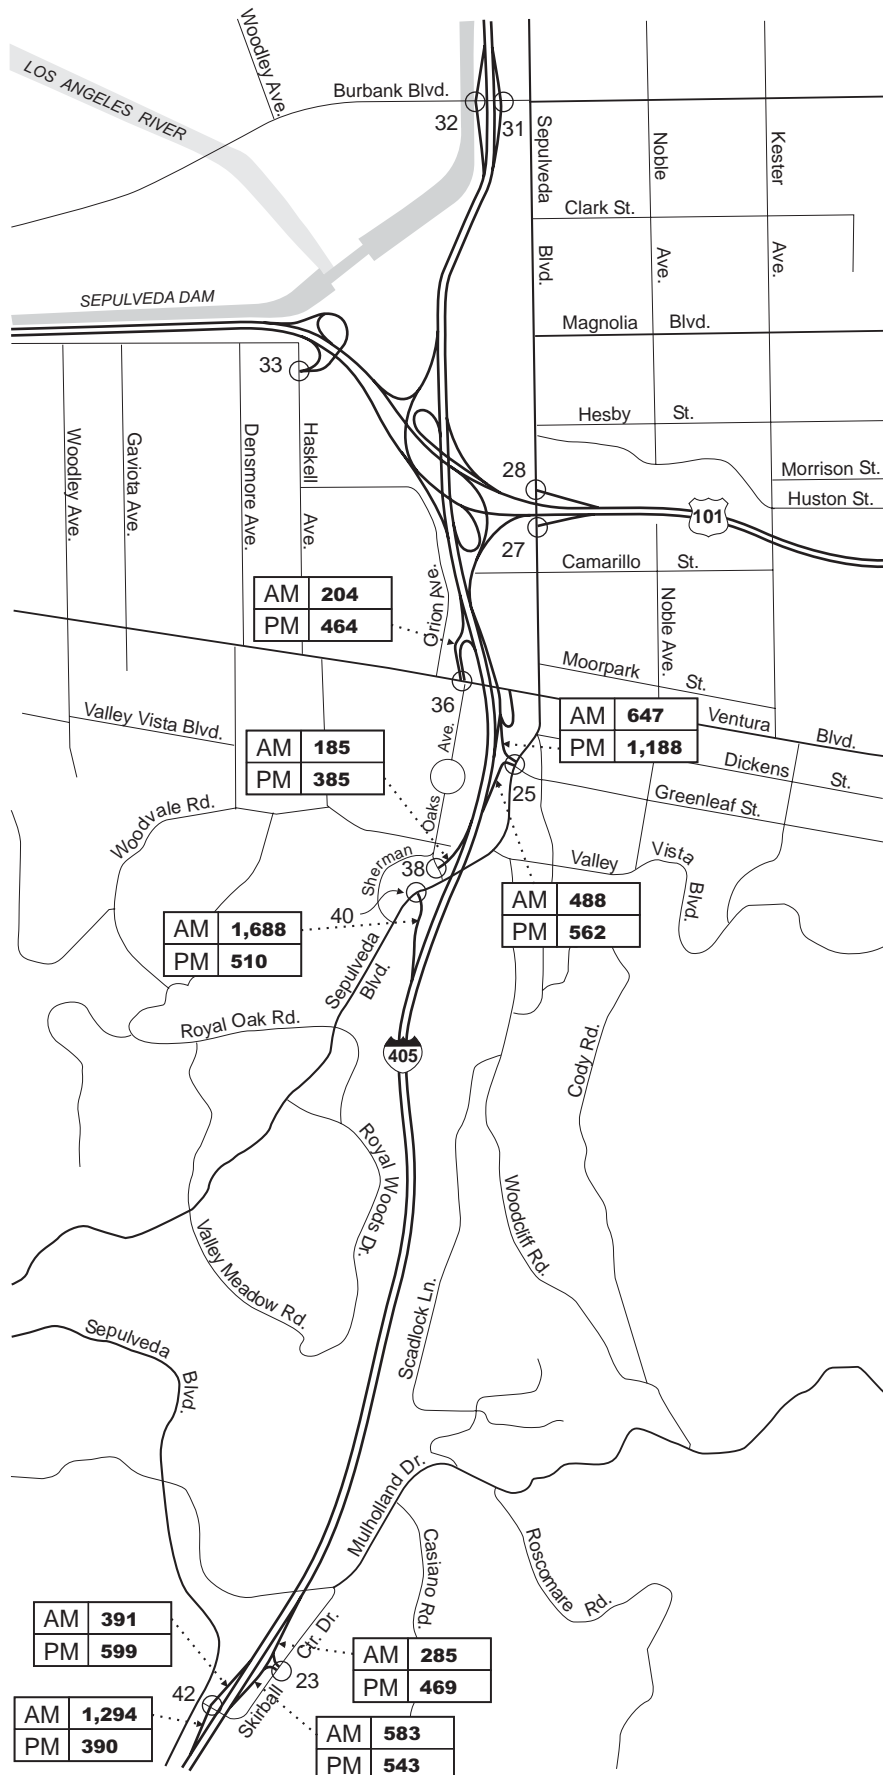 Woodley Ave.
LOS ANGELES RIVER
Burbank Blvd.
32
31
Sepulveda
Noble
Kester
Clark St.
Blvd.
Ave.
Ave.
SEPULVEDA DAM
Magnolia Blvd.
33
Hesby St.
Woodley Ave.
Gaviota Ave.
Densmore Ave.
Haskell
Ave.
28
Morrison St.
Huston St.
101
27
Camarillo St.
AM 204
PM 464
Orion Ave.
Noble Ave.
Moorpark St.
36
Valley Vista Blvd.
AM 647
PM 1,188
Ventura Blvd.
AM 185
PM 385
Ave.
Oaks
Sherman
25
Dickens St.
Greenleaf St.
Woodvale Rd.
38
Valley Vista Blvd.
40
AM 488
PM 562
AM 1,688
PM 510
Sepulveda Blvd.
Royal Oak Rd.
405
Cody Rd.
Royal Woods Dr.
Woodcliff Rd.
Valley Meadow Rd.
Scadlock Ln.
Sepulveda
Blvd.
Mulholland Dr.
Casiano Rd.
Roscomare Rd.
AM 391
PM 599
Skirball Ctr. Dr.
AM 285
PM 469
42
23
AM 1,294
PM 390
AM 583
PM 543